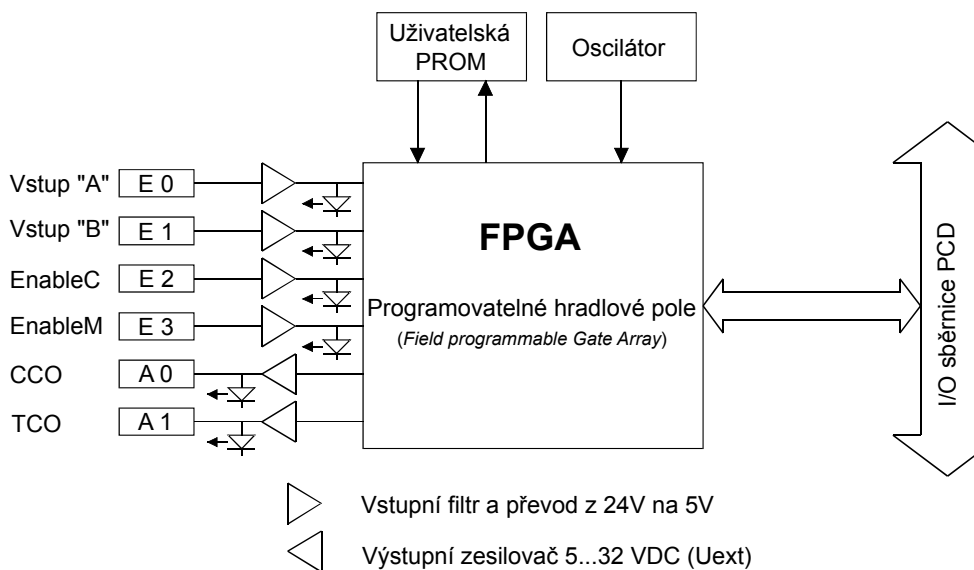 Uživatelská
PROM
Oscilátor
Vstup "A" E 0
Vstup "B" E 1
EnableC E 2
EnableM E 3
CCO A 0
TCO A 1
FPGA
Programovatelné hradlové pole
(Field programmable Gate Array)
I/O sběrnice PCD
Vstupní filtr a převod z 24V na 5V
Výstupní zesilovač 5...32 VDC (Uext)